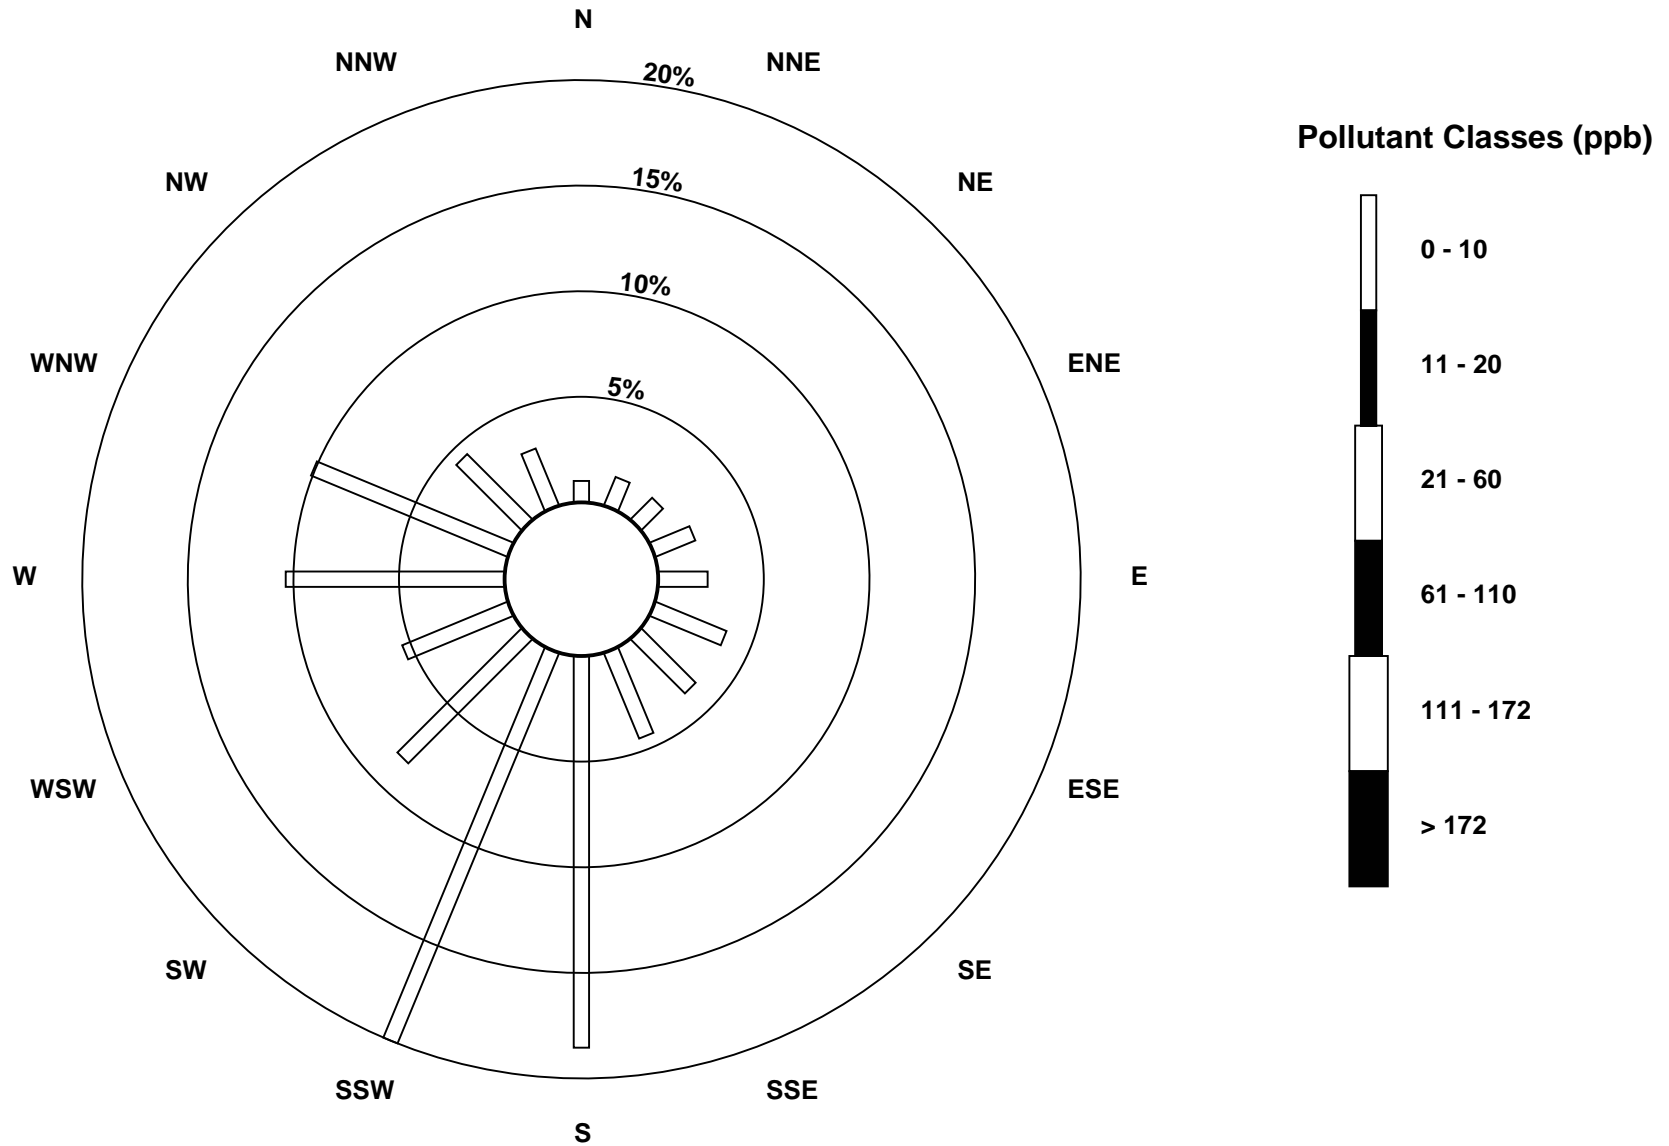 N
NNW
NNE
20%
Pollutant Classes (ppb)
15%
NW
NE
0 - 10
10%
WNW
ENE
11 - 20
5%
21 - 60
W
E
61 - 110
111 - 172
WSW
ESE
> 172
SW
SE
SSW
SSE
S